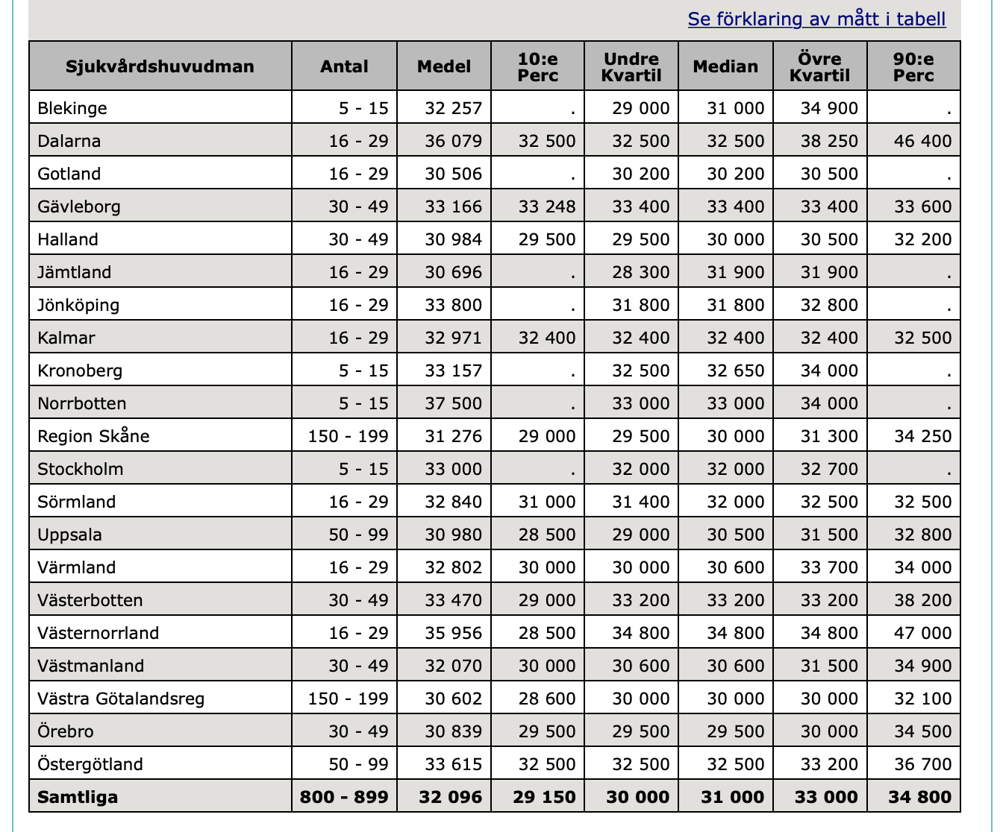 Se förklaring av mått i tabell
Sjukvårdshuvudman Antal Medel 10:e Perc Undre Kvartil Median Övre Kvartil 90:e Perc
Blekinge 5 - 15 32 257 . 29 000 31 000 34 900 .
Dalarna 16 - 29 36 079 32 500 32 500 32 500 38 250 46 400
Gotland 16 - 29 30 506 . 30 200 30 200 30 500 .
Gävleborg 30 - 49 33 166 33 248 33 400 33 400 33 400 33 600
Halland 30 - 49 30 984 29 500 29 500 30 000 30 500 32 200
Jämtland 16 - 29 30 696 . 28 300 31 900 31 900 .
Jönköping 16 - 29 33 800 . 31 800 31 800 32 800 .
Kalmar 16 - 29 32 971 32 400 32 400 32 400 32 400 32 500
Kronoberg 5 - 15 33 157 . 32 500 32 650 34 000 .
Norrbotten 5 - 15 37 500 . 33 000 33 000 34 000 .
Region Skåne 150 - 199 31 276 29 000 29 500 30 000 31 300 34 250
Stockholm 5 - 15 33 000 . 32 000 32 000 32 700 .
Sörmland 16 - 29 32 840 31 000 31 400 32 000 32 500 32 500
Uppsala 50 - 99 30 980 28 500 29 000 30 500 31 500 32 800
Värmland 16 - 29 32 802 30 000 30 000 30 600 33 700 34 000
Västerbotten 30 - 49 33 470 29 000 33 200 33 200 33 200 38 200
Västernorrland 16 - 29 35 956 28 500 34 800 34 800 34 800 47 000
Västmanland 30 - 49 32 070 30 000 30 600 30 600 31 500 34 900
Västra Götalandsreg 150 - 199 30 602 28 600 30 000 30 000 30 000 32 100
Örebro 30 - 49 30 839 29 500 29 500 29 500 30 000 34 500
Östergötland 50 - 99 33 615 32 500 32 500 32 500 33 200 36 700
Samtliga 800 - 899 32 096 29 150 30 000 31 000 33 000 34 800